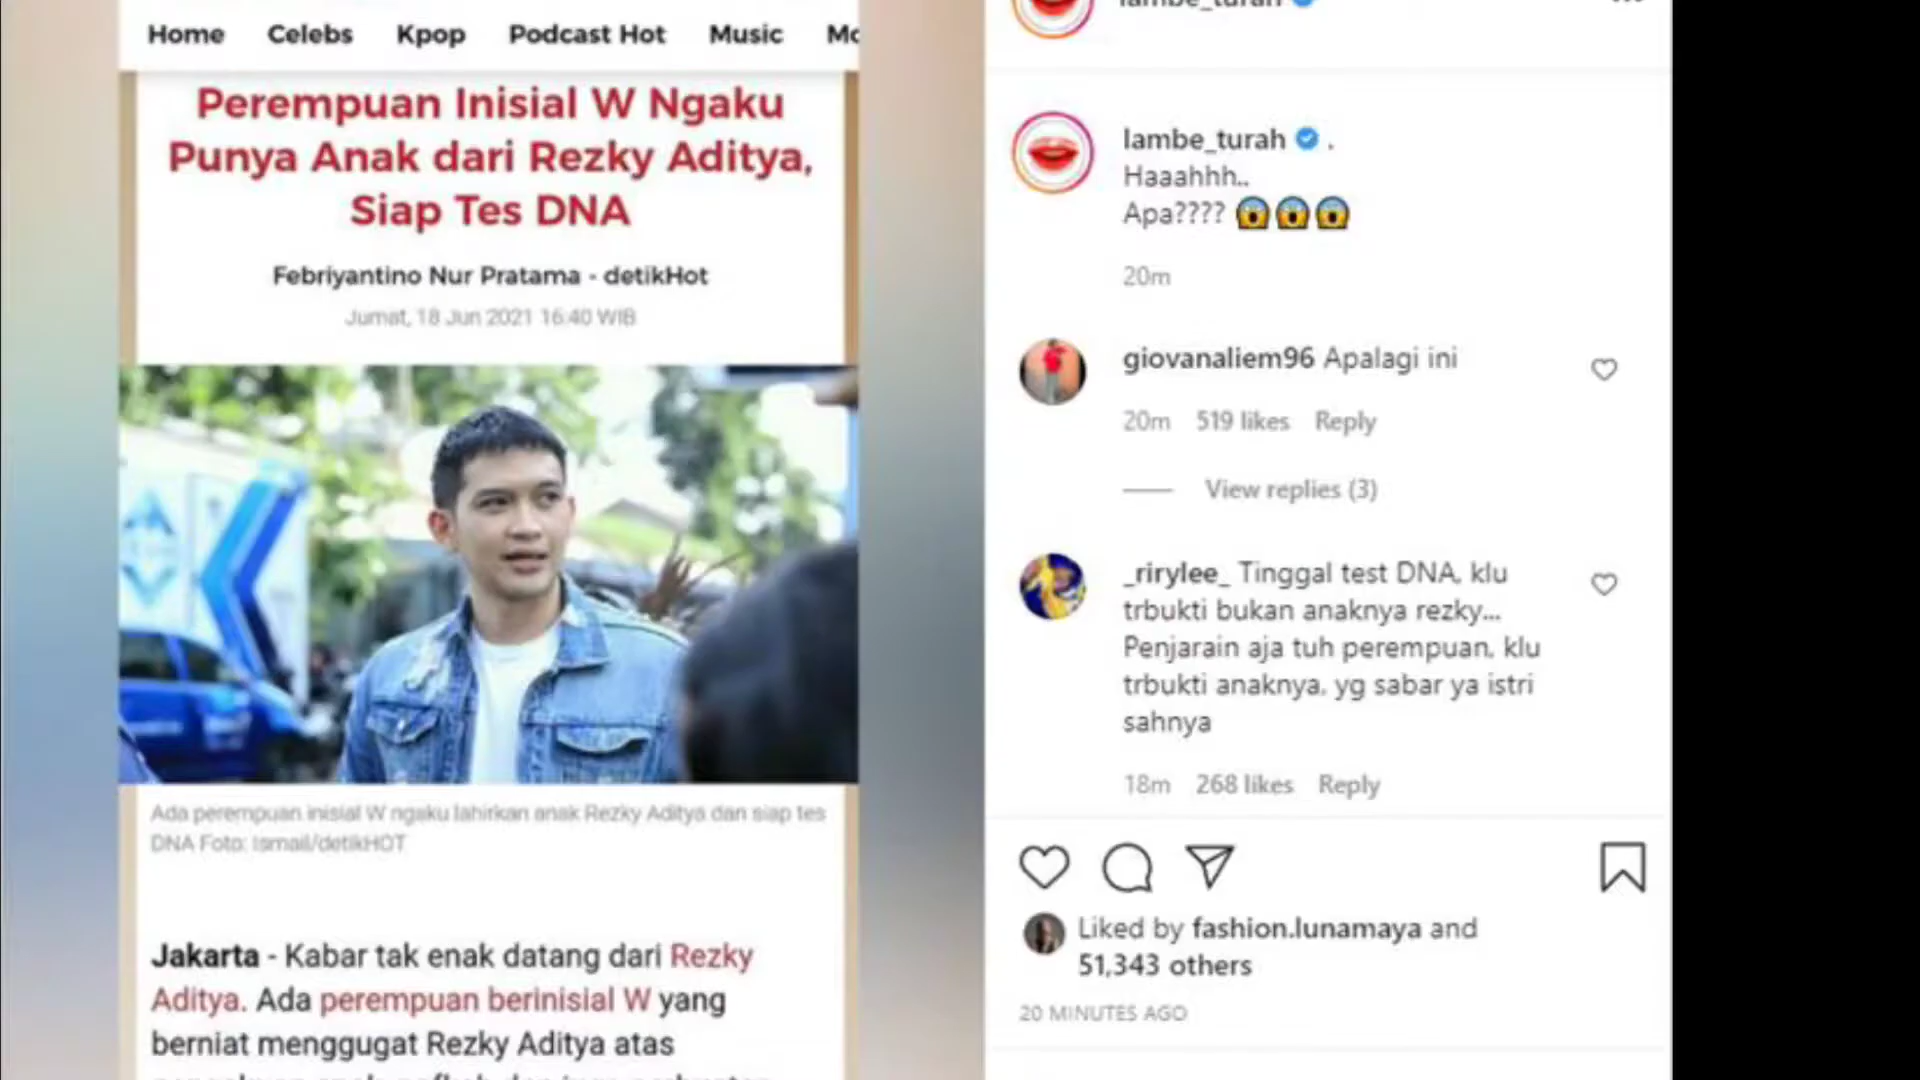 Home Celebs Kpop Podcast Hot Music
Perempuan Inisial W Ngaku
Punya Anak dari Rezky Aditya,
Siap Tes DNA
Febriyantino Nur Pratama - detikHot
Jumat, 18 Jun 2021 16:40 WIB
Ada perempuan inisial W ngaku lahirkan anak Rezky Aditya dan siap tes
DNA Foto: Ismail/detikHOT
Jakarta - Kabar tak enak datang dari Rezky
Aditya. Ada perempuan berinisial W yang
berniat menggugat Rezky Aditya atas
lambe_turah
lambe_turah .
Haaahhh..
Apa???? 😱😱😱
20m
giovanaliem96 Apalagi ini
20m 519 likes Reply
View replies (3)
_rirylee_ Tinggal test DNA, klu
trbukti bukan anaknya rezky...
Penjarain aja tuh perempuan, klu
trbukti anaknya, yg sabar ya istri
sahnya
18m 268 likes Reply
Liked by fashion.lunamaya and
51,343 others
20 MINUTES AGO